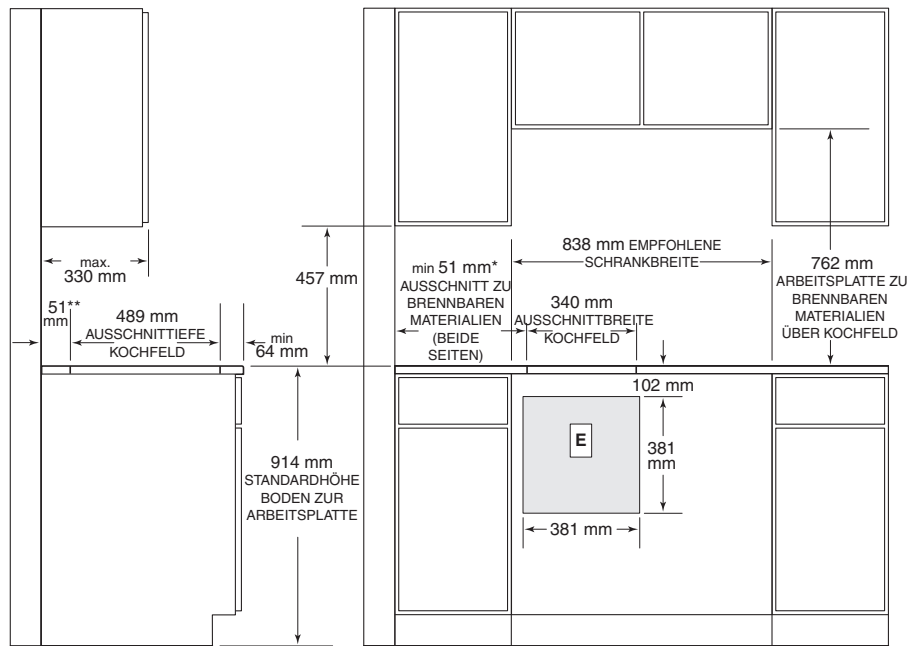 max.
330 mm
457 mm
51**
mm
489 mm
AUSSCHNITTIEFE
KOCHFELD
min
64 mm
914 mm
STANDARDHÖHE
BODEN ZUR
ARBEITSPLATTE
838 mm EMPFOHLENE
SCHRANKBREITE
min 51 mm*
AUSSCHNITT ZU
BRENNBAREN
MATERIALIEN
(BEIDE
SEITEN)
340 mm
AUSSCHNITTBREITE
KOCHFELD
762 mm
ARBEITSPLATTE ZU
BRENNBAREN
MATERIALIEN
ÜBER KOCHFELD
102 mm
E
381
mm
381 mm